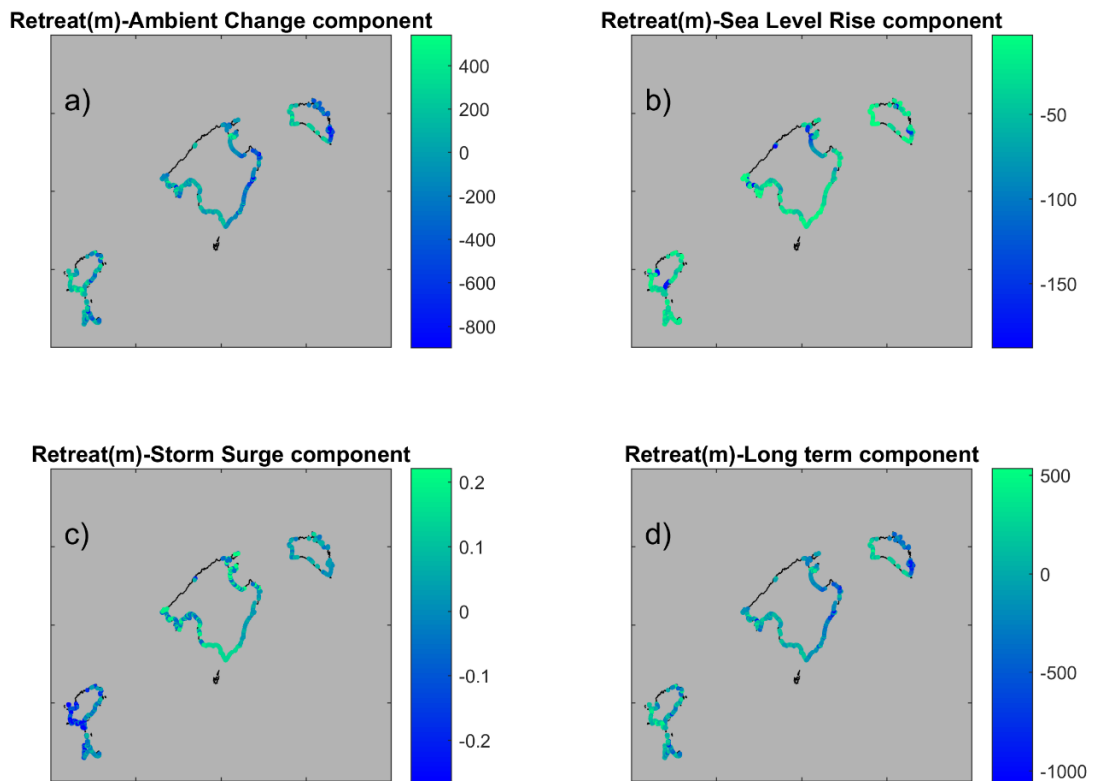 Retreat(m)-Ambient Change component
a)
400
200
0
-200
-400
-600
-800
Retreat(m)-Sea Level Rise component
b)
-50
-100
-150
Retreat(m)-Storm Surge component
c)
0.2
0.1
0
-0.1
-0.2
Retreat(m)-Long term component
d)
500
0
-500
-1000